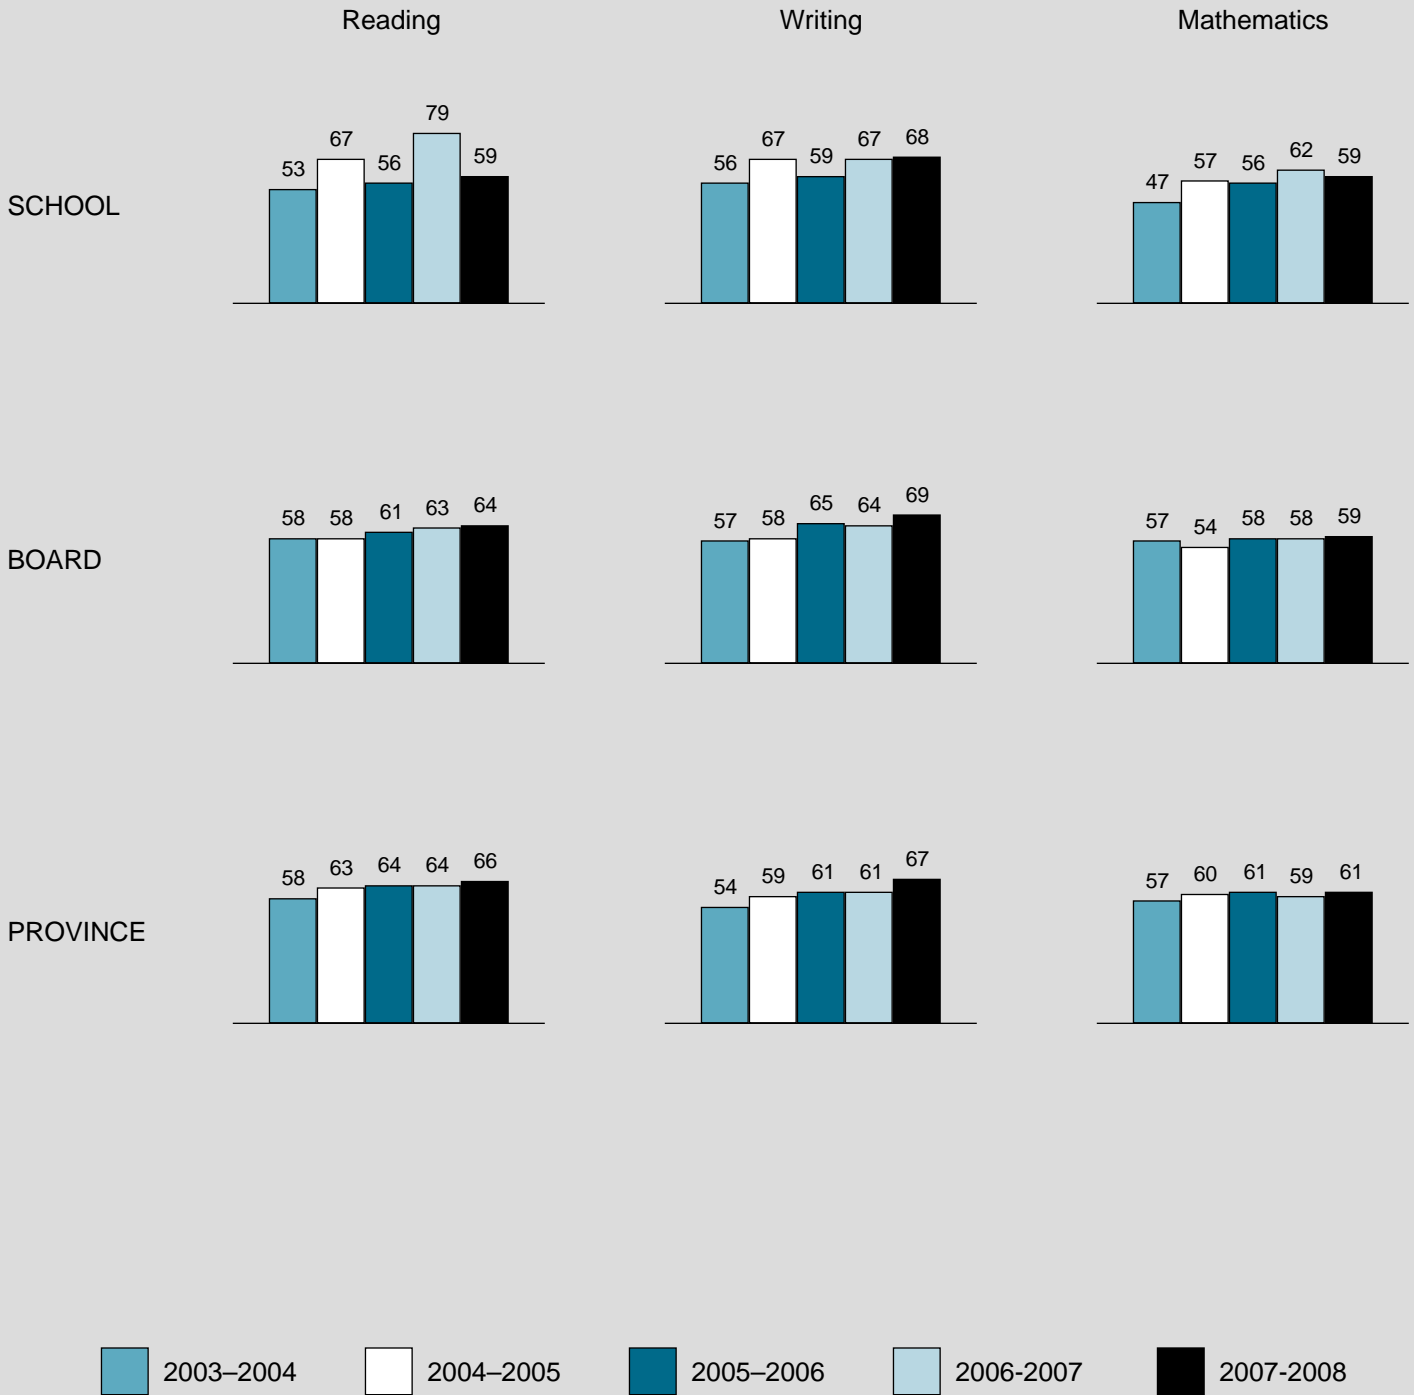 Reading Writing Mathematics
SCHOOL
53 67 56 79 59
56 67 59 67 68
47 57 56 62 59
BOARD
58 58 61 63 64
57 58 65 64 69
57 54 58 58 59
PROVINCE
58 63 64 64 66
54 59 61 61 67
57 60 61 59 61
2003–2004 2004–2005 2005–2006 2006-2007 2007-2008